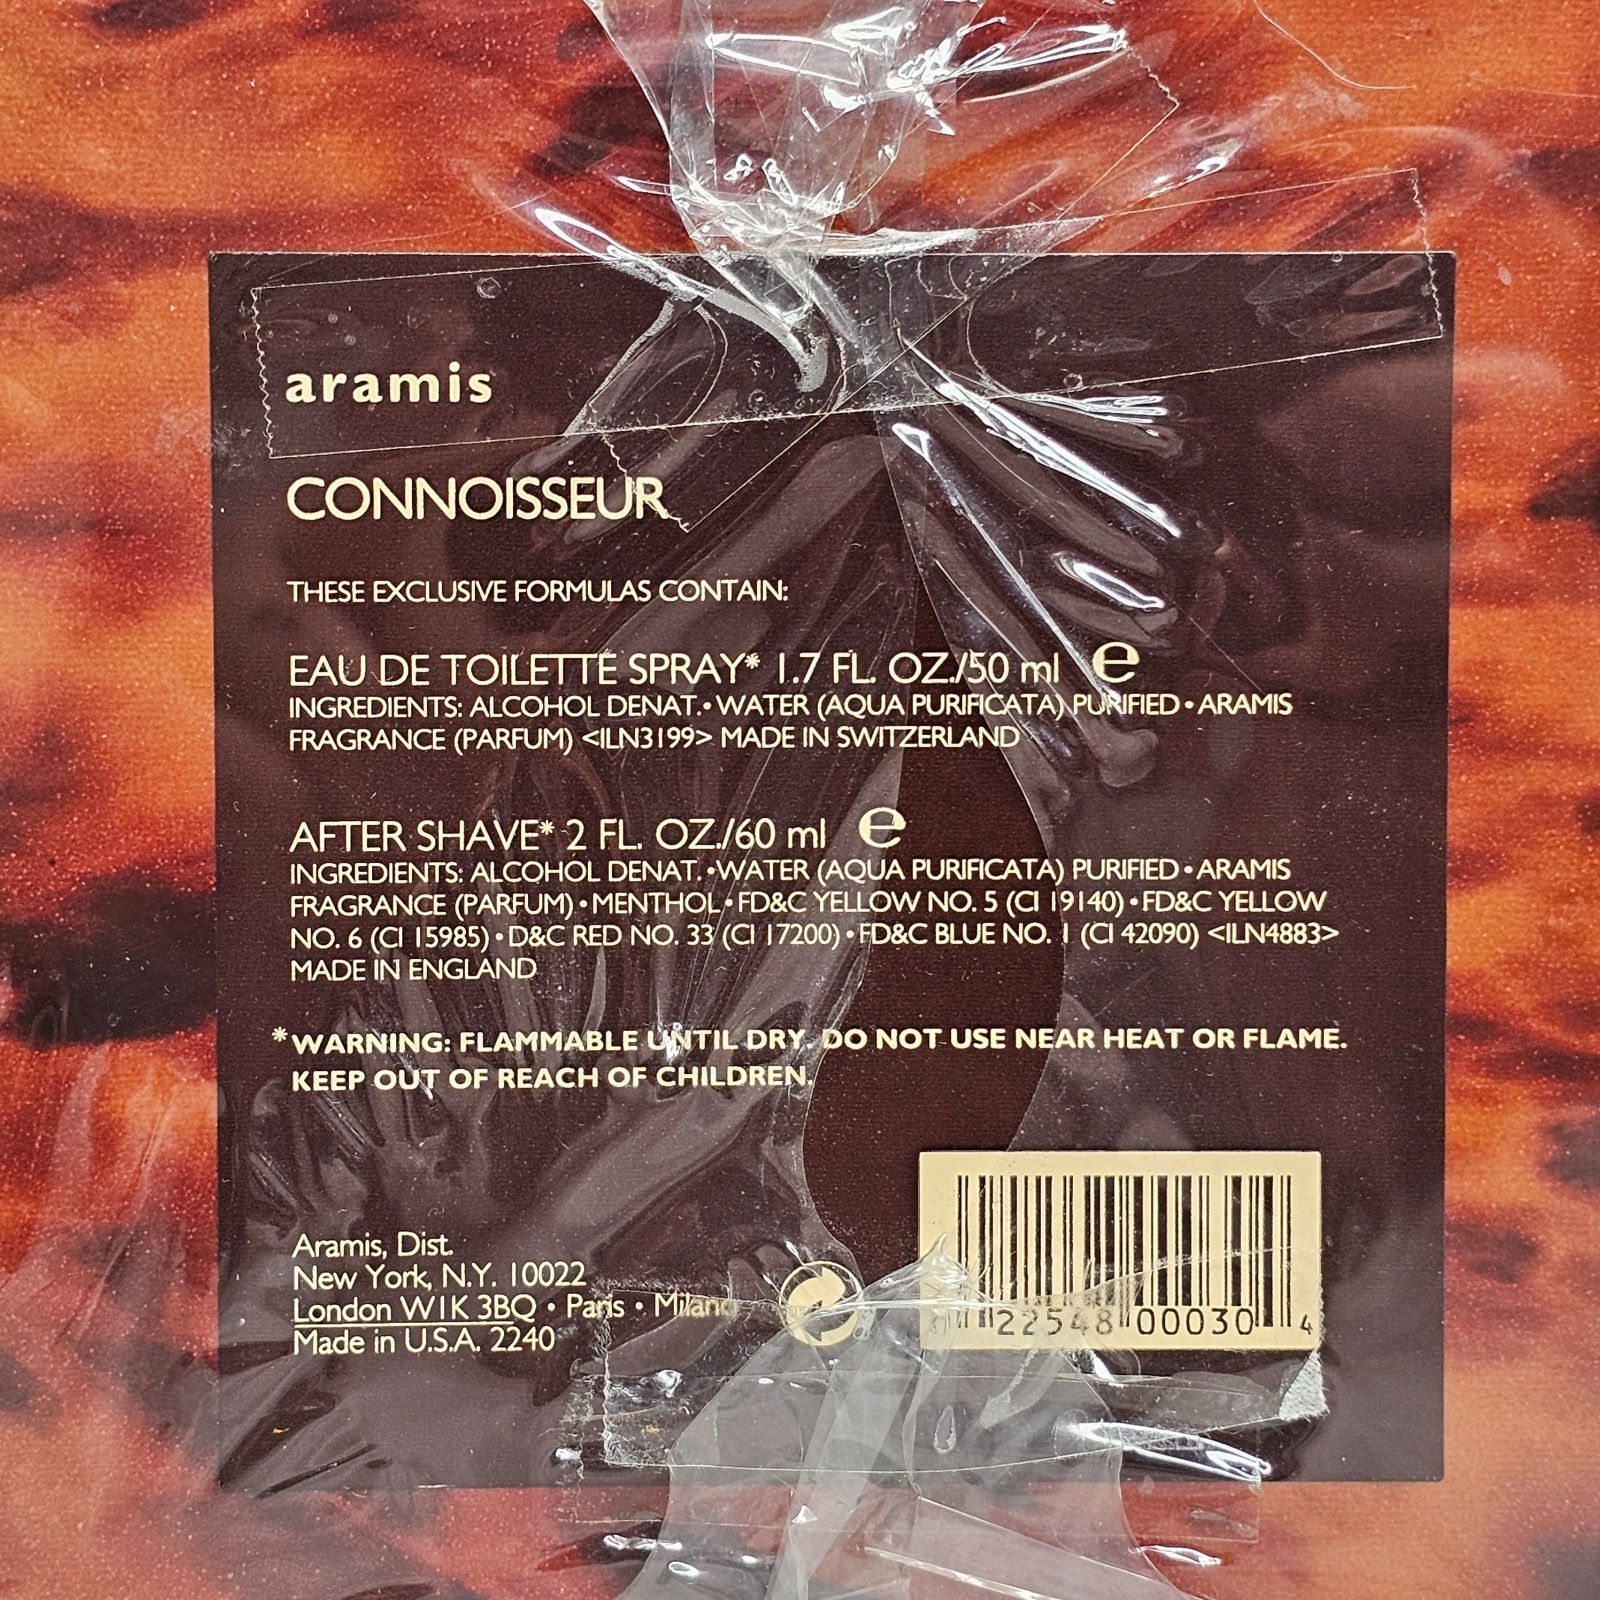 aramis
CONNOISSEUR
THESE EXCLUSIVE FORMULAS CONTAIN:
EAU DE TOILETTE SPRAY* 1.7 FL. OZ./50 ml e
INGREDIENTS: ALCOHOL DENAT.•WATER (AQUA PURIFICATA) PURIFIED•ARAMIS
FRAGRANCE (PARFUM) <ILN3199> MADE IN SWITZERLAND
AFTER SHAVE* 2 FL. OZ./60 ml e
INGREDIENTS: ALCOHOL DENAT.•WATER (AQUA PURIFICATA) PURIFIED•ARAMIS
FRAGRANCE (PARFUM)•MENTHOL•FD&C YELLOW NO. 5 (CI 19140)•FD&C YELLOW
NO. 6 (CI 15985)•D&C RED NO. 33 (CI 17200)•FD&C BLUE NO. 1 (CI 42090) <ILN4883>
MADE IN ENGLAND
*WARNING: FLAMMABLE UNTIL DRY. DO NOT USE NEAR HEAT OR FLAME.
KEEP OUT OF REACH OF CHILDREN.
Aramis, Dist.
New York, N.Y. 10022
London W1K 3BQ • Paris • Milano
Made in U.S.A. 2240
0 22548 00030 4